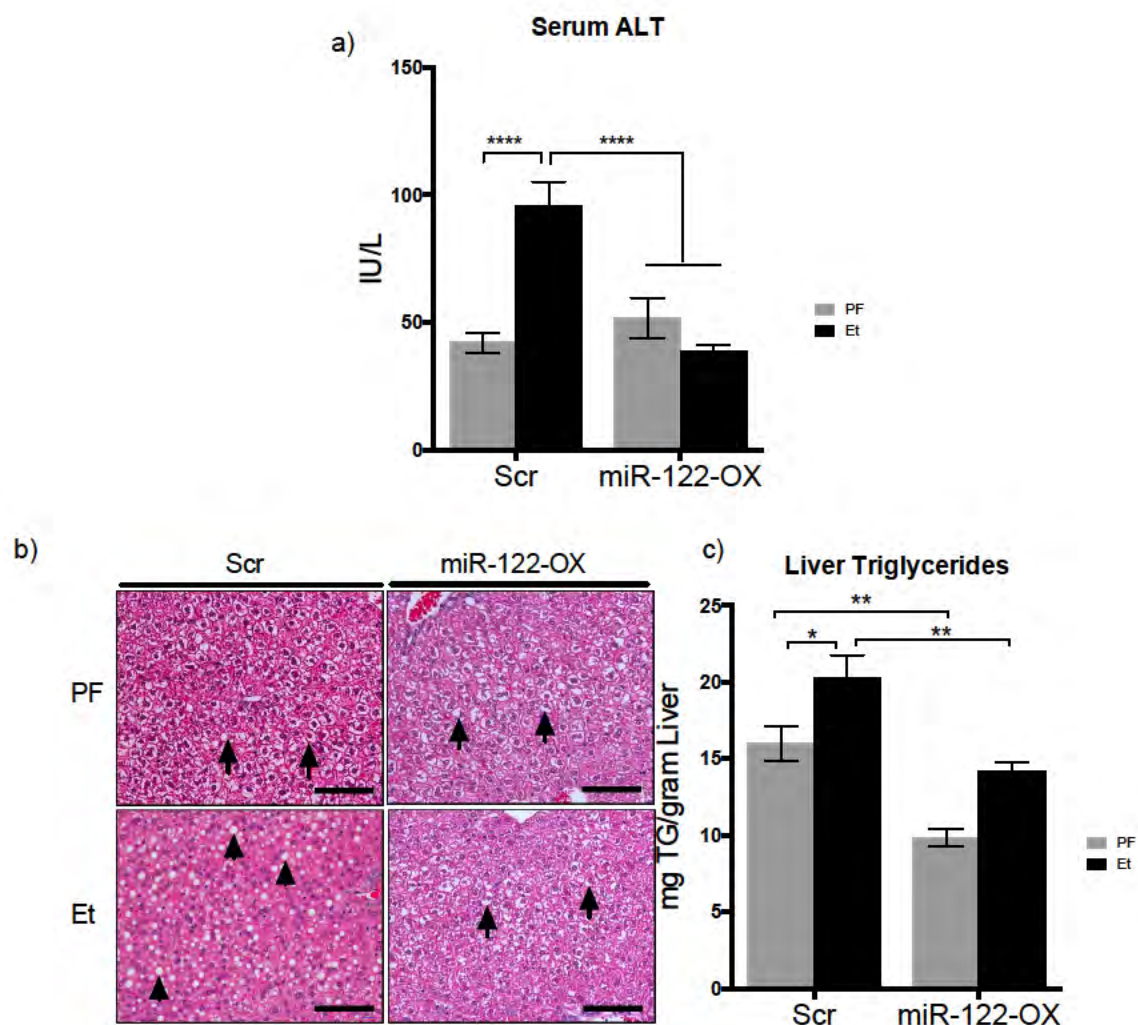 a)
Serum ALT
150
100
50
0
IU/L
****
****
PF
Et
Scr
miR-122-OX
b)
Scr
miR-122-OX
PF
Et
c)
Liver Triglycerides
25
20
15
10
5
0
mg TG/gram Liver
**
*
**
PF
Et
Scr
miR-122-OX